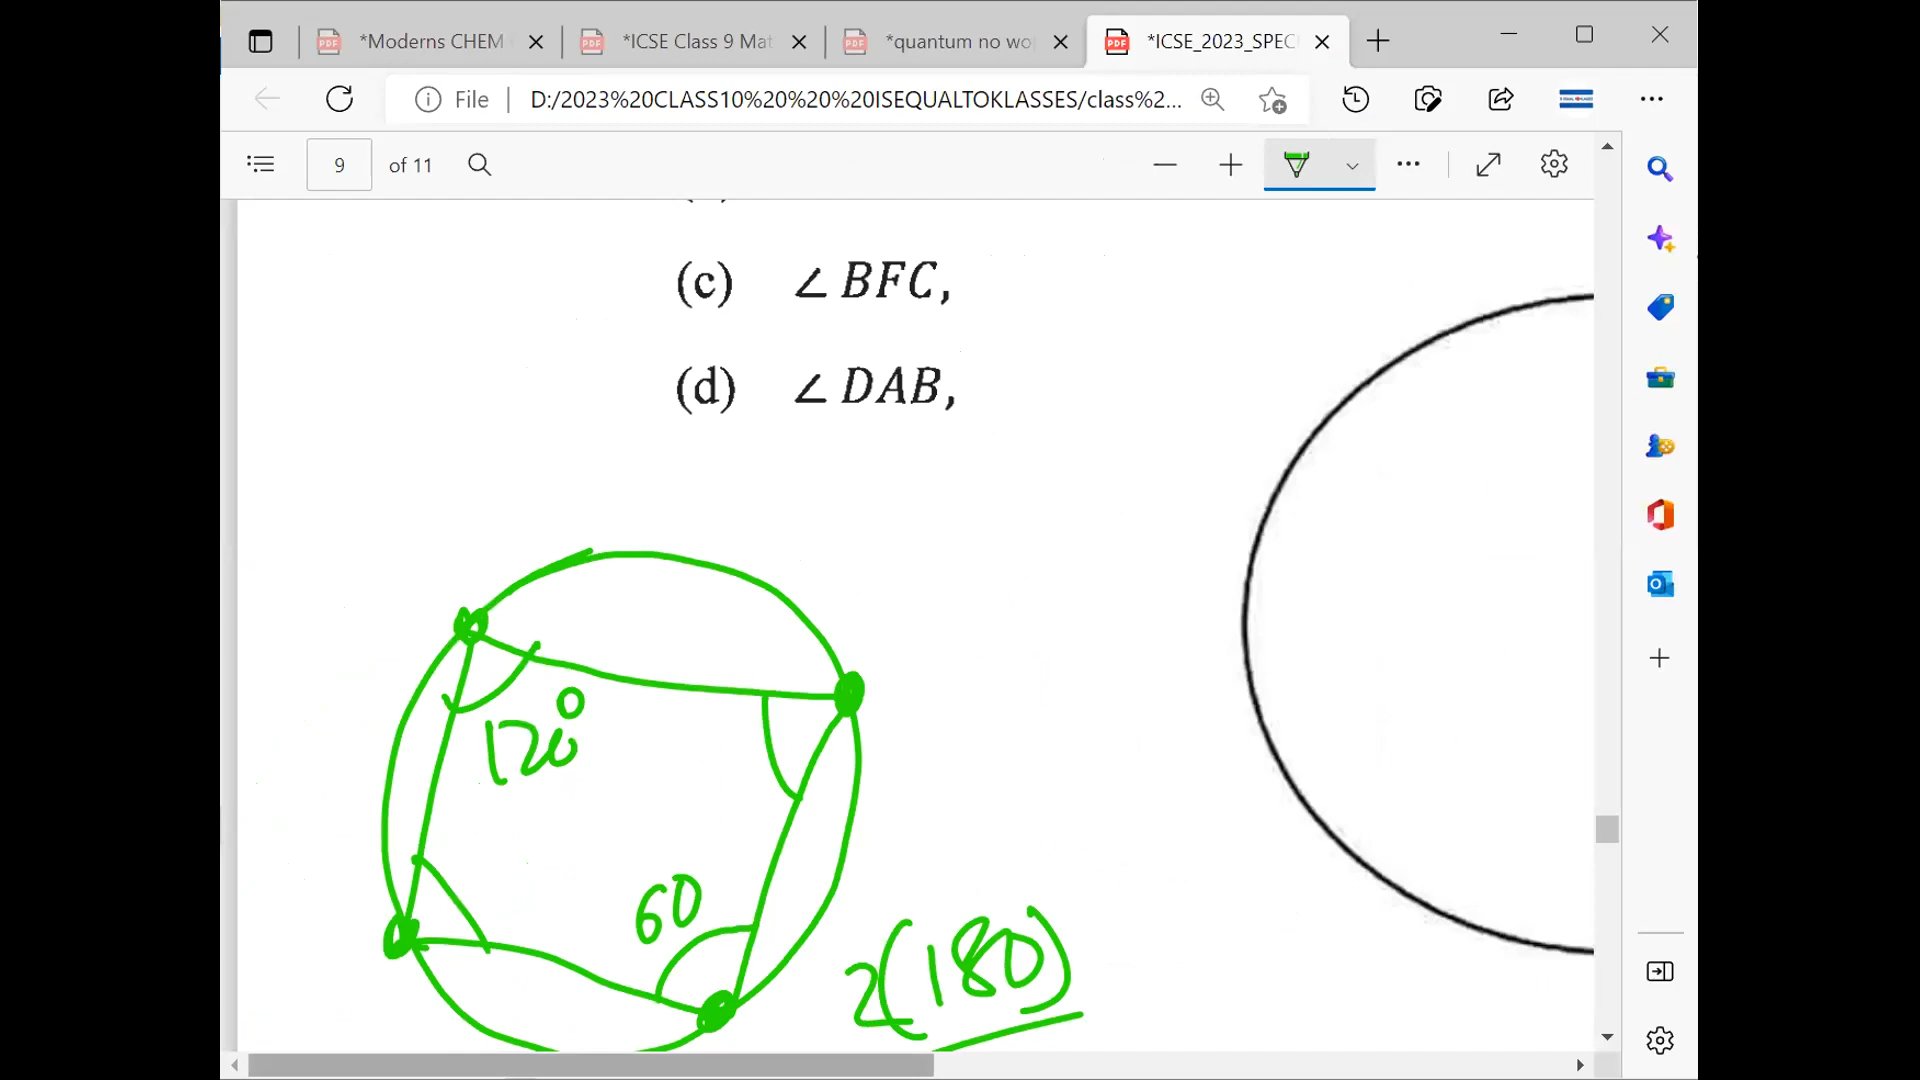 *Moderns CHEM
*ICSE Class 9 Mat
*quantum no wo
*ICSE_2023_SPEC
File
D:/2023%20CLASS10%20%20%20ISEQUALTOKLASSES/class%2...
9 of 11
(c) ∠ BFC,
(d) ∠ DAB,
120°
60
2(180)